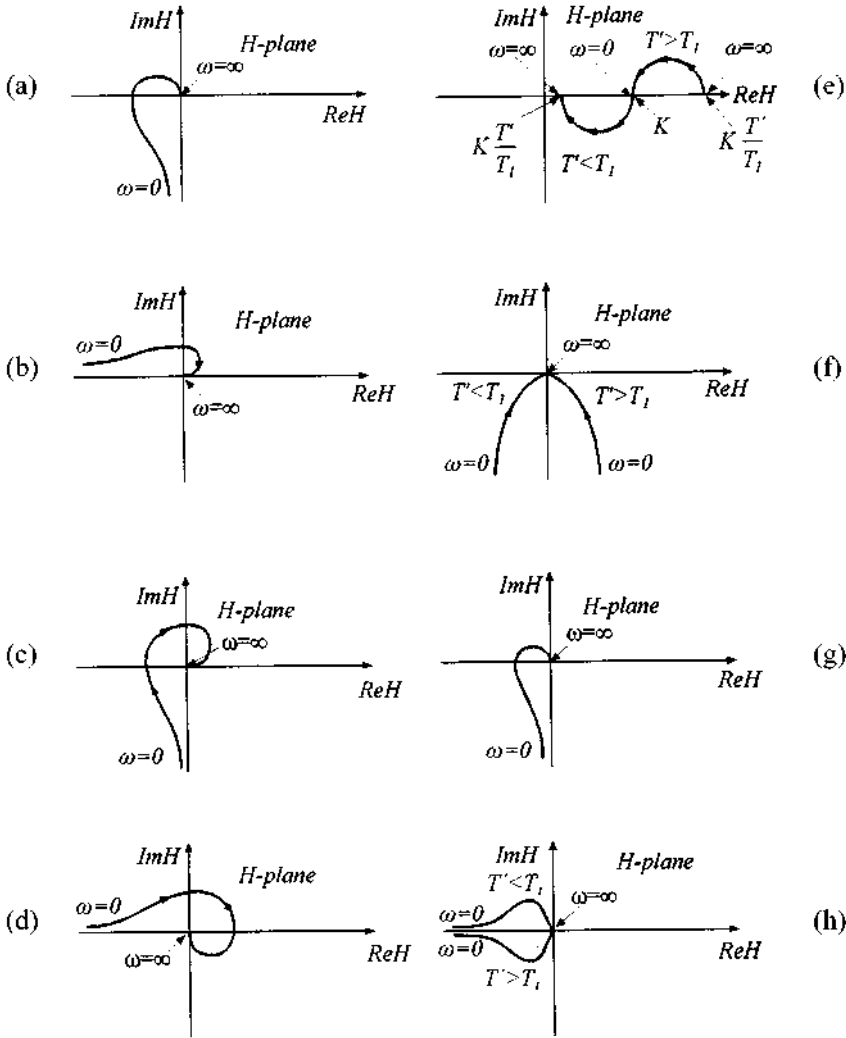 (a)
ImH
H-plane
ω=∞
ReH
ω=0
(e)
ImH
H-plane
ω=∞
ω=0
T'>T₁
ω=∞
ReH
K T'/T₁
T'<T₁
K
K T'/T₁
(b)
ImH
H-plane
ω=0
ReH
ω=∞
(f)
ImH
H-plane
ω=∞
T'<T₁
T'>T₁
ReH
ω=0
ω=0
(c)
ImH
H-plane
ω=∞
ReH
ω=0
(g)
ImH
H-plane
ω=∞
ReH
ω=0
(d)
ImH
H-plane
ω=0
ω=∞
ReH
(h)
ImH
H-plane
T'<T₁
ω=0
ω=∞
ω=0
ReH
T'>T₁